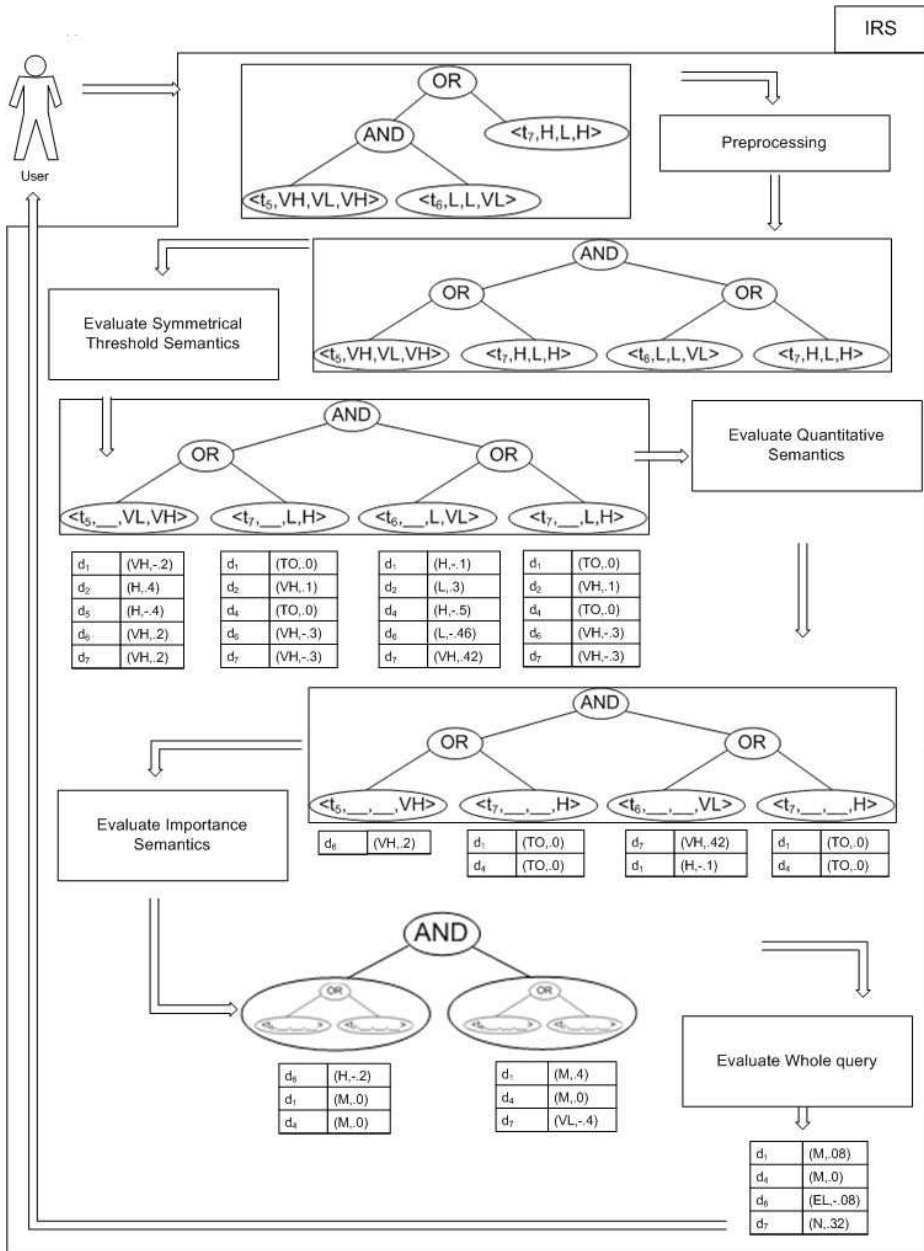 IRS
OR
AND
<t₇,H,L,H>
<t₅,VH,VL,VH>
<t₆,L,L,VL>
User
Preprocessing
AND
OR
OR
<t₅,VH,VL,VH>
<t₇,H,L,H>
<t₆,L,L,VL>
<t₇,H,L,H>
Evaluate Symmetrical
Threshold Semantics
AND
OR
OR
<t₅,__,VL,VH>
<t₇,__,L,H>
<t₆,__,L,VL>
<t₇,__,L,H>
Evaluate Quantitative
Semantics
d₁ (VH,-.2)
d₂ (H,.4)
d₅ (H,-.4)
d₆ (VH,.2)
d₇ (VH,.2)
d₁ (TO,.0)
d₂ (VH,.1)
d₄ (TO,.0)
d₆ (VH,-.3)
d₇ (VH,-.3)
d₁ (H,-.1)
d₂ (L,.3)
d₄ (H,-.5)
d₆ (L,-.46)
d₇ (VH,.42)
d₁ (TO,.0)
d₂ (VH,.1)
d₄ (TO,.0)
d₆ (VH,-.3)
d₇ (VH,-.3)
AND
OR
OR
<t₅,__,__,VH>
<t₇,__,__,H>
<t₆,__,__,VL>
<t₇,__,__,H>
Evaluate Importance
Semantics
d₆ (VH,.2)
d₁ (TO,.0)
d₄ (TO,.0)
d₇ (VH,.42)
d₁ (H,-.1)
d₁ (TO,.0)
d₄ (TO,.0)
AND
OR
OR
d₆ (H,-.2)
d₁ (M,.0)
d₄ (M,.0)
d₁ (M,.4)
d₄ (M,.0)
d₇ (VL,-.4)
Evaluate Whole query
d₁ (M,.08)
d₄ (M,.0)
d₆ (EL,-.08)
d₇ (N,.32)